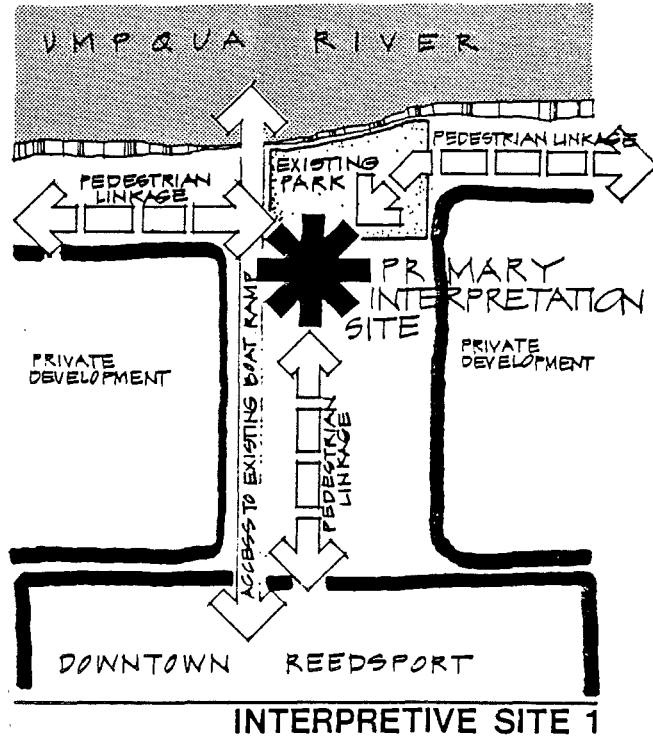 UMPQUA RIVER
PEDESTRIAN LINKAGE
EXISTING
PARK
PEDESTRIAN
LINKAGE
PRIMARY
INTERPRETATION
SITE
PRIVATE
DEVELOPMENT
PRIVATE
DEVELOPMENT
ACCESS TO EXISTING BOAT RAMP
PEDESTRIAN
LINKAGE
DOWNTOWN REEDSPORT
INTERPRETIVE SITE 1